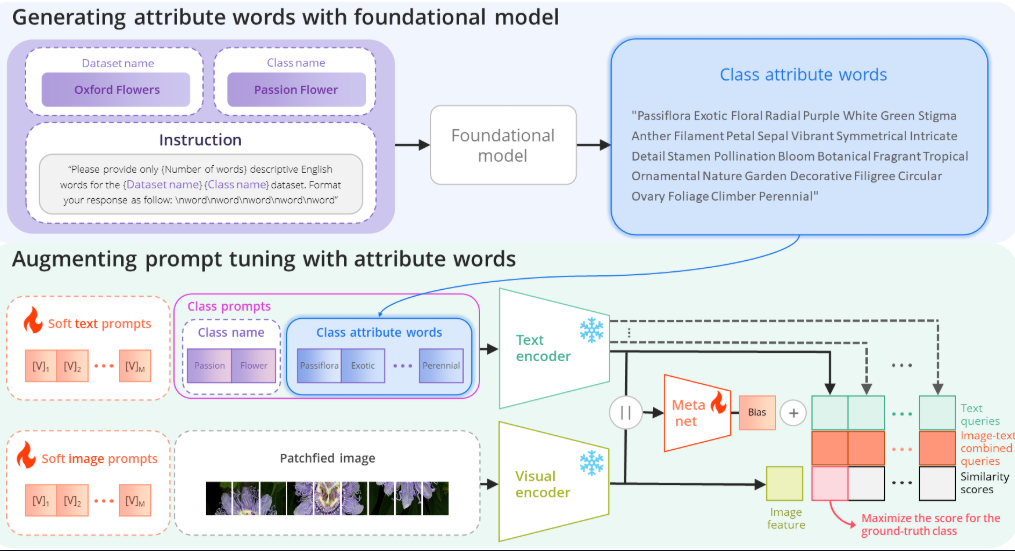 Generating attribute words with foundational model
Dataset name
Oxford Flowers
Class name
Passion Flower
Instruction
"Please provide only {Number of words} descriptive English
words for the {Dataset name} {Class name} dataset. Format
your response as follow: \nword\nword\nword\nword\nword"
Foundational
model
Class attribute words
"Passiflora Exotic Floral Radial Purple White Green Stigma
Anther Filament Petal Sepal Vibrant Symmetrical Intricate
Detail Stamen Pollination Bloom Botanical Fragrant Tropical
Ornamental Nature Garden Decorative Filigree Circular
Ovary Foliage Climber Perennial"
Augmenting prompt tuning with attribute words
Soft text prompts
[V]₁ [V]₂ ••• [V]M
Class prompts
Class name
Passion Flower
Class attribute words
Passiflora Exotic ••• Perennial
Text
encoder
Soft image prompts
[V]₁ [V]₂ ••• [V]M
Patchfied image
Visual
encoder
||
Meta
net
Bias
+
Image
feature
Text
queries
Image-text
combined
queries
Similarity
scores
Maximize the score for the
ground-truth class